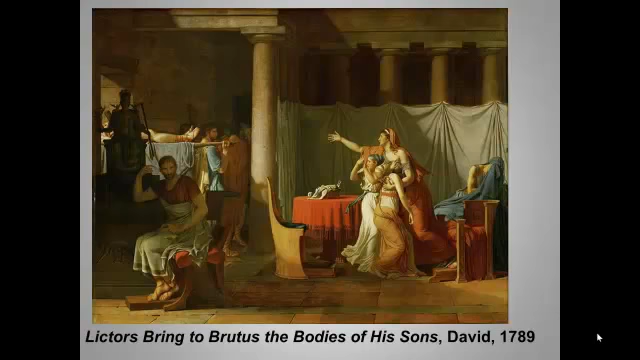 Lictors Bring to Brutus the Bodies of His Sons, David, 1789